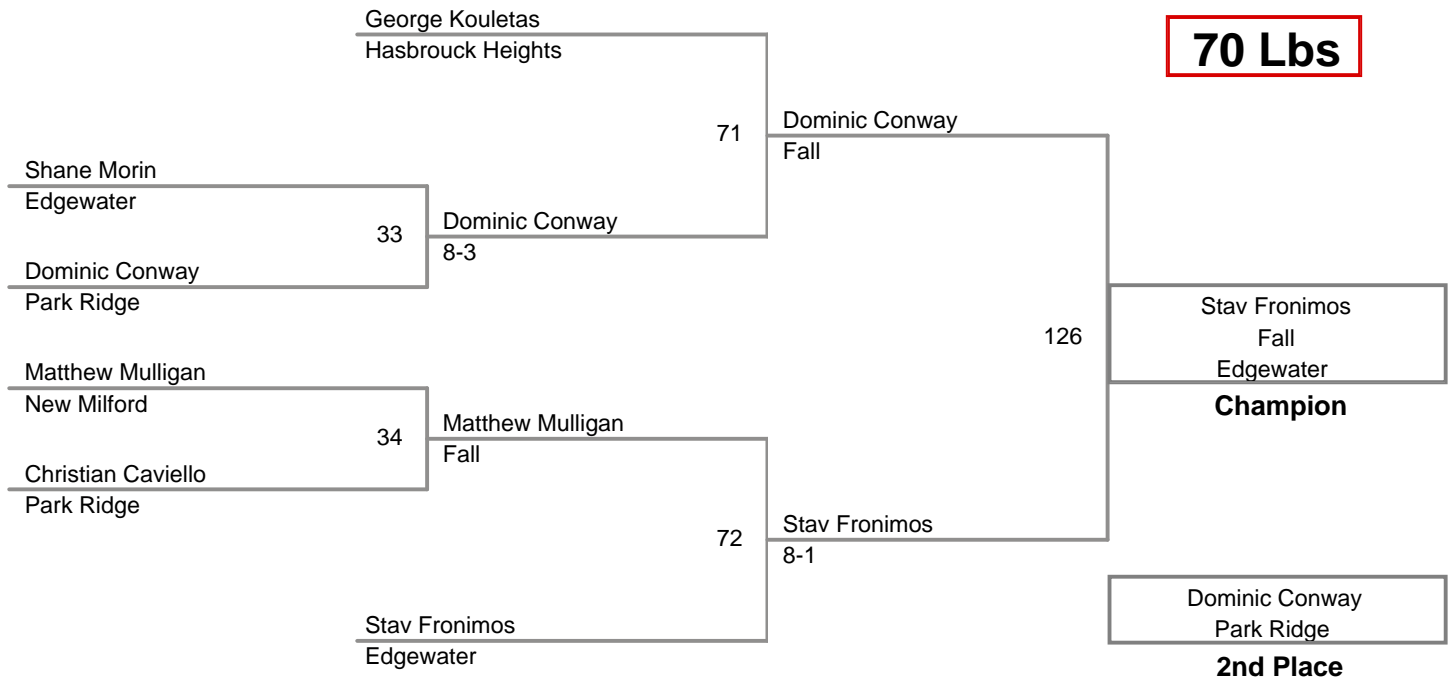 George Kouletas
Hasbrouck Heights
70 Lbs
71
Dominic Conway
Fall
Shane Morin
Edgewater
33
Dominic Conway
8-3
Dominic Conway
Park Ridge
126
Stav Fronimos
Fall
Edgewater
Champion
Matthew Mulligan
New Milford
34
Matthew Mulligan
Fall
Christian Caviello
Park Ridge
72
Stav Fronimos
8-1
Stav Fronimos
Edgewater
Dominic Conway
Park Ridge
2nd Place